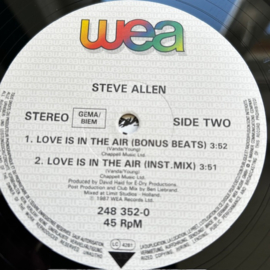 wea
STEVE ALLEN
STEREO
GEMA/
BIEM
SIDE TWO
1. LOVE IS IN THE AIR (BONUS BEATS) 3:52
(Vanda/Young)
Chappell Music Ltd.
2. LOVE IS IN THE AIR (INST.MIX) 3:51
(Vanda/Young)
Chappell Music Ltd.
Produced by David Hast for E-Dry Productions.
Post Production and Club Mix by Ben Liebrand.
Mixed at Limit Studios - Holland.
℗ 1987 WEA Records Ltd.
248 352-0
45 RpM
LC 4281